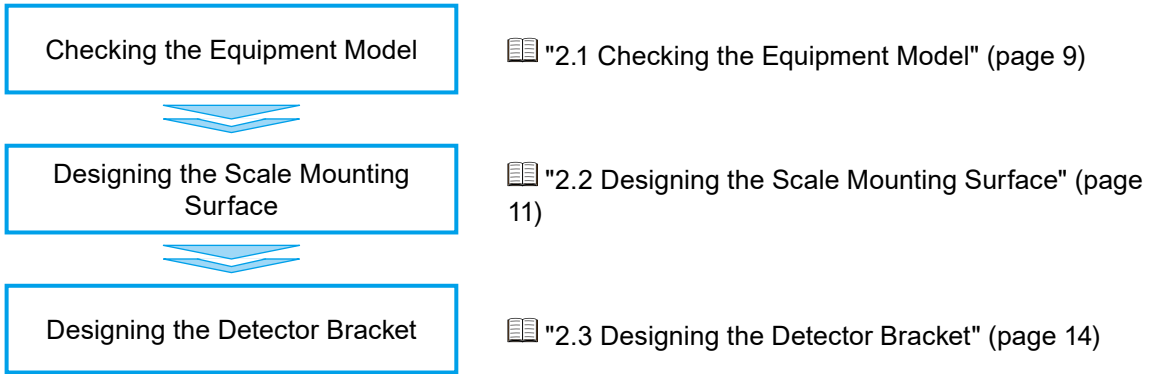 Checking the Equipment Model
"2.1 Checking the Equipment Model" (page 9)
Designing the Scale Mounting
Surface
"2.2 Designing the Scale Mounting Surface" (page
11)
Designing the Detector Bracket
"2.3 Designing the Detector Bracket" (page 14)